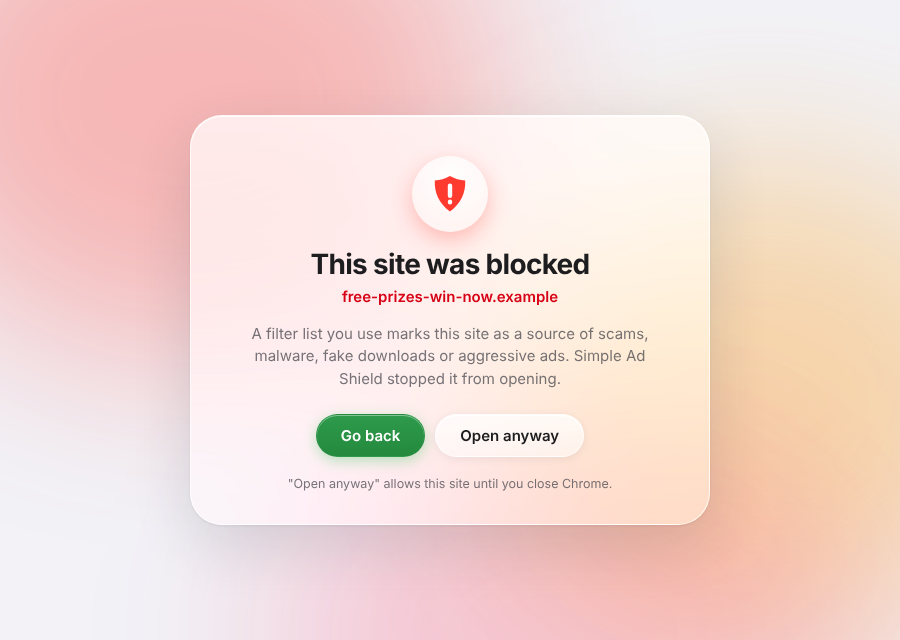 This site was blocked
free-prizes-win-now.example
A filter list you use marks this site as a source of scams,
malware, fake downloads or aggressive ads. Simple Ad
Shield stopped it from opening.
Go back
Open anyway
"Open anyway" allows this site until you close Chrome.